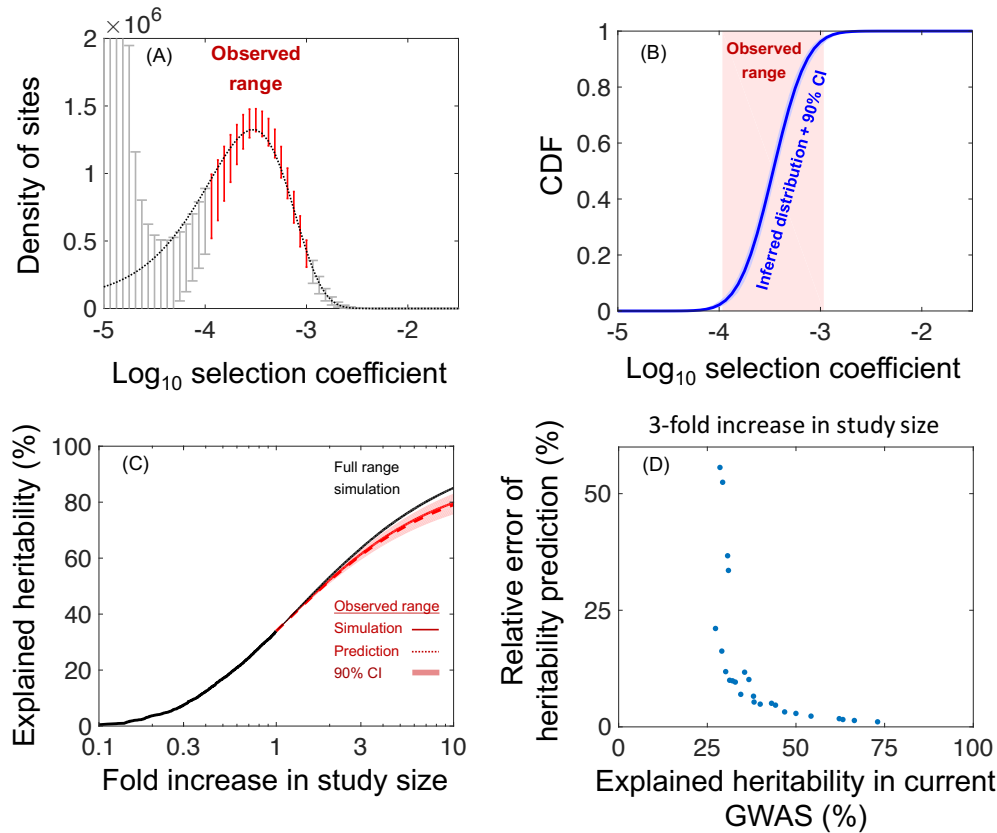 ×10⁶
2
1.5
1
0.5
0
(A)
Observed
range
Density of sites
-5
-4
-3
-2
Log₁₀ selection coefficient
1
0.8
0.6
0.4
0.2
0
(B)
Observed
range
Inferred distribution + 90% CI
CDF
-5
-4
-3
-2
Log₁₀ selection coefficient
100
80
60
40
20
0
(C)
Full range
simulation
Observed range
Simulation
Prediction
90% CI
Explained heritability (%)
0.1
0.3
1
3
10
Fold increase in study size
3-fold increase in study size
(D)
50
25
0
Relative error of
heritability prediction (%)
0
25
50
75
100
Explained heritability in current
GWAS (%)